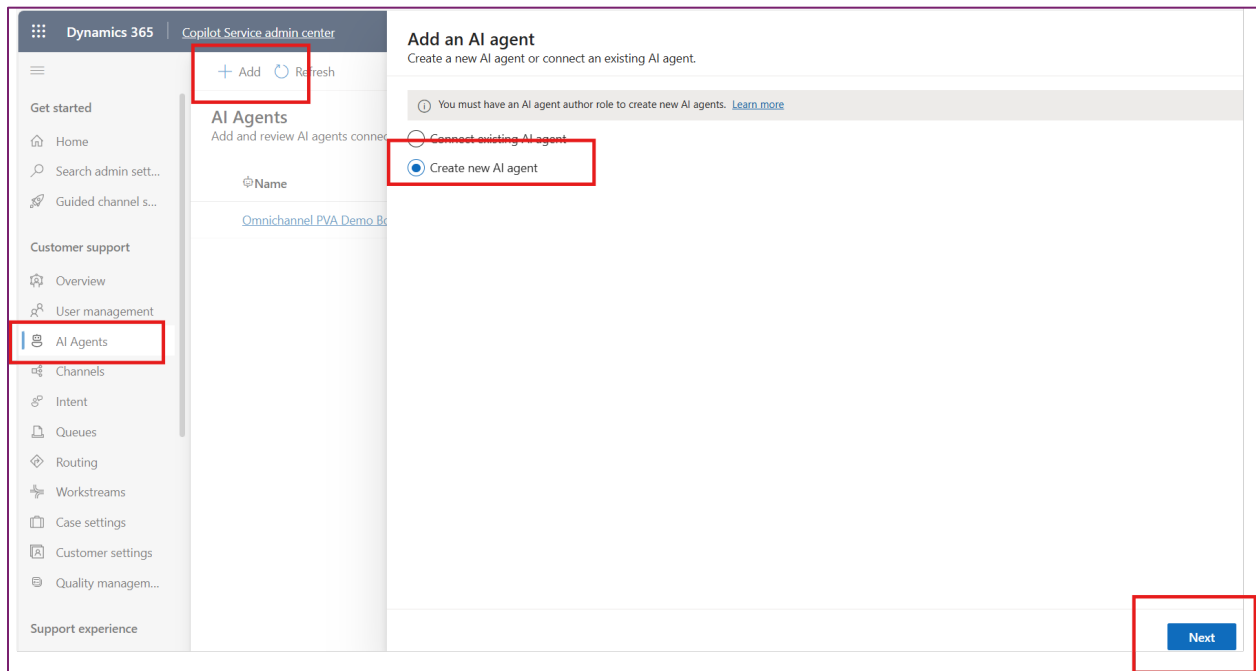 Dynamics 365
Copilot Service admin center
Add
Refresh
Get started
Home
Search admin sett...
Guided channel s...
Customer support
Overview
User management
AI Agents
Channels
Intent
Queues
Routing
Workstreams
Case settings
Customer settings
Quality managem...
Support experience
AI Agents
Add and review AI agents connec
Name
Omnichannel PVA Demo Bo
Add an AI agent
Create a new AI agent or connect an existing AI agent.
You must have an AI agent author role to create new AI agents. Learn more
Connect existing AI agent
Create new AI agent
Next